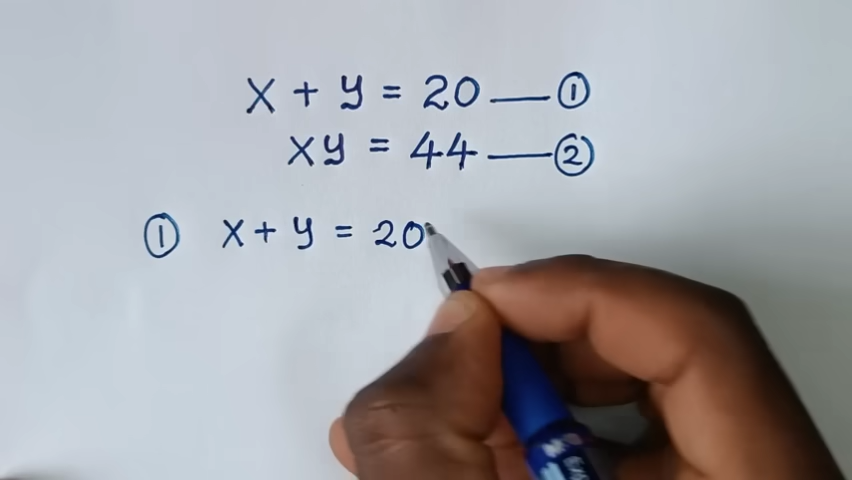 x + y = 20 — ①
xy = 44 — ②
① x + y = 20